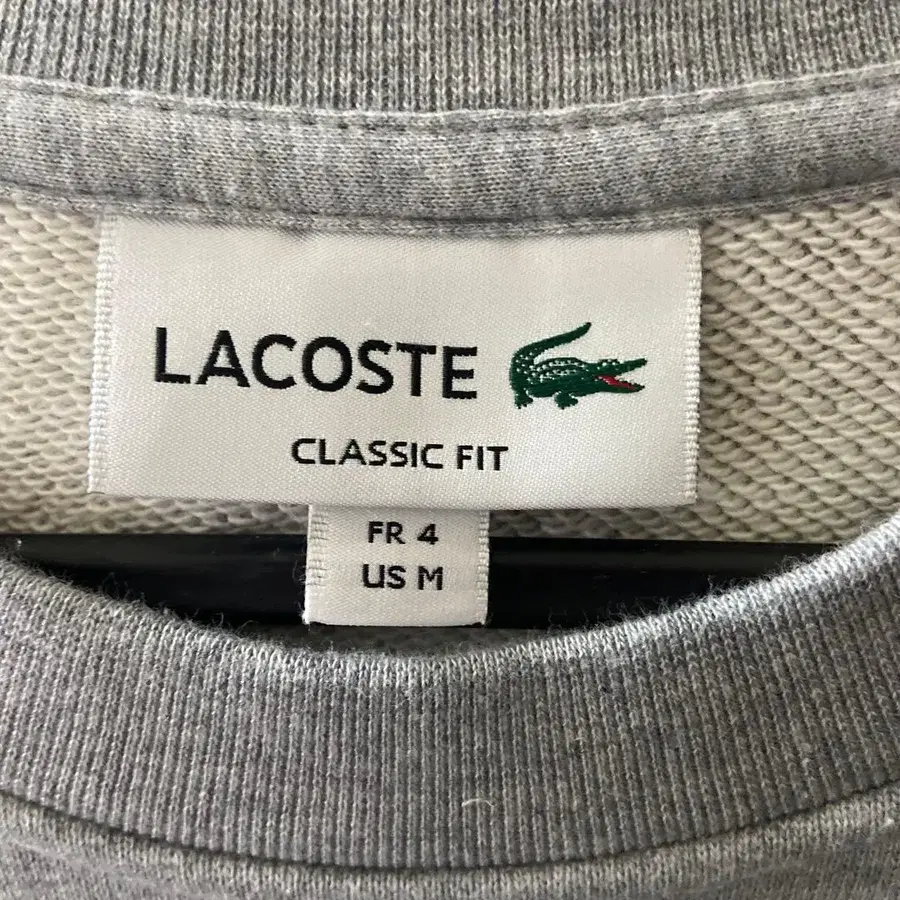 LACOSTE
CLASSIC FIT
FR 4
US M